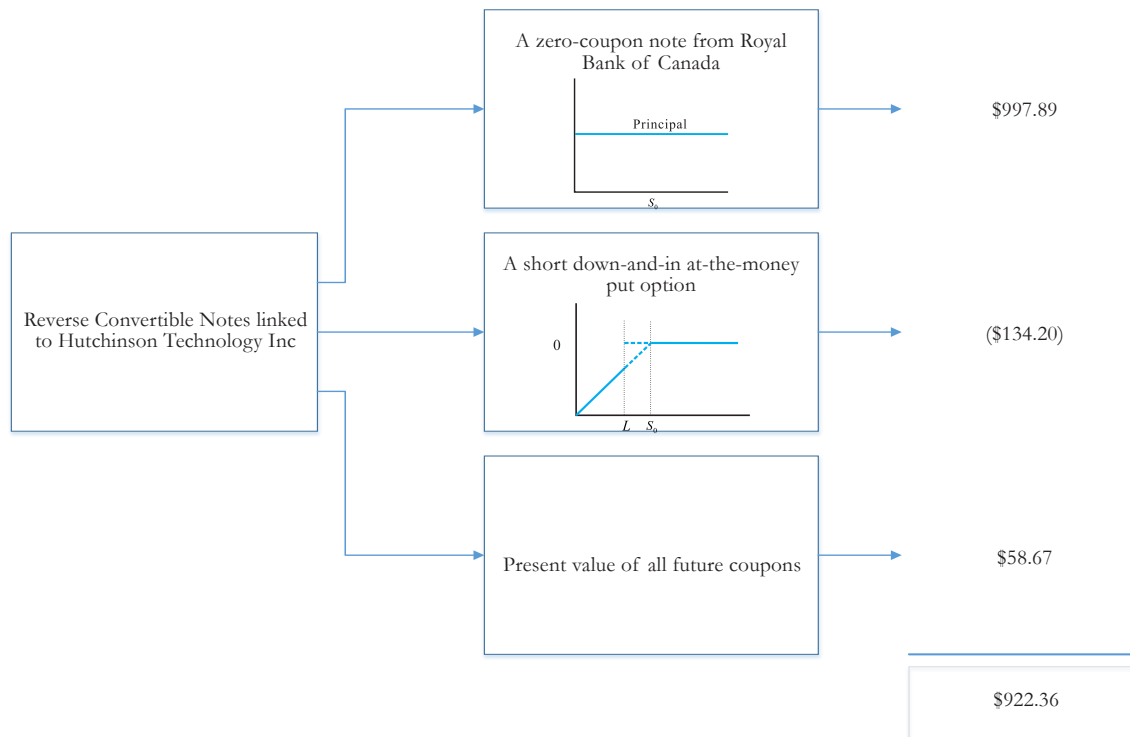 A zero-coupon note from Royal
Bank of Canada
Principal
S₀
$997.89
Reverse Convertible Notes linked
to Hutchinson Technology Inc
A short down-and-in at-the-money
put option
0
L S₀
($134.20)
Present value of all future coupons
$58.67
$922.36